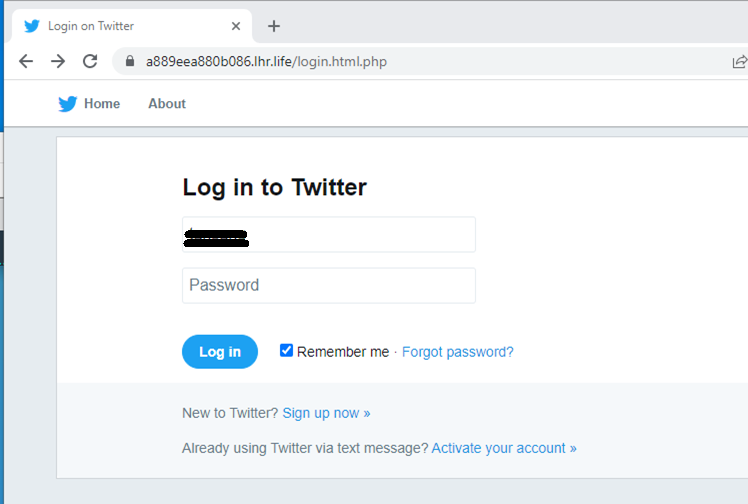 Login on Twitter
a889eea880b086.lhr.life/login.html.php
Home About
Log in to Twitter
Password
Log in Remember me · Forgot password?
New to Twitter? Sign up now »
Already using Twitter via text message? Activate your account »